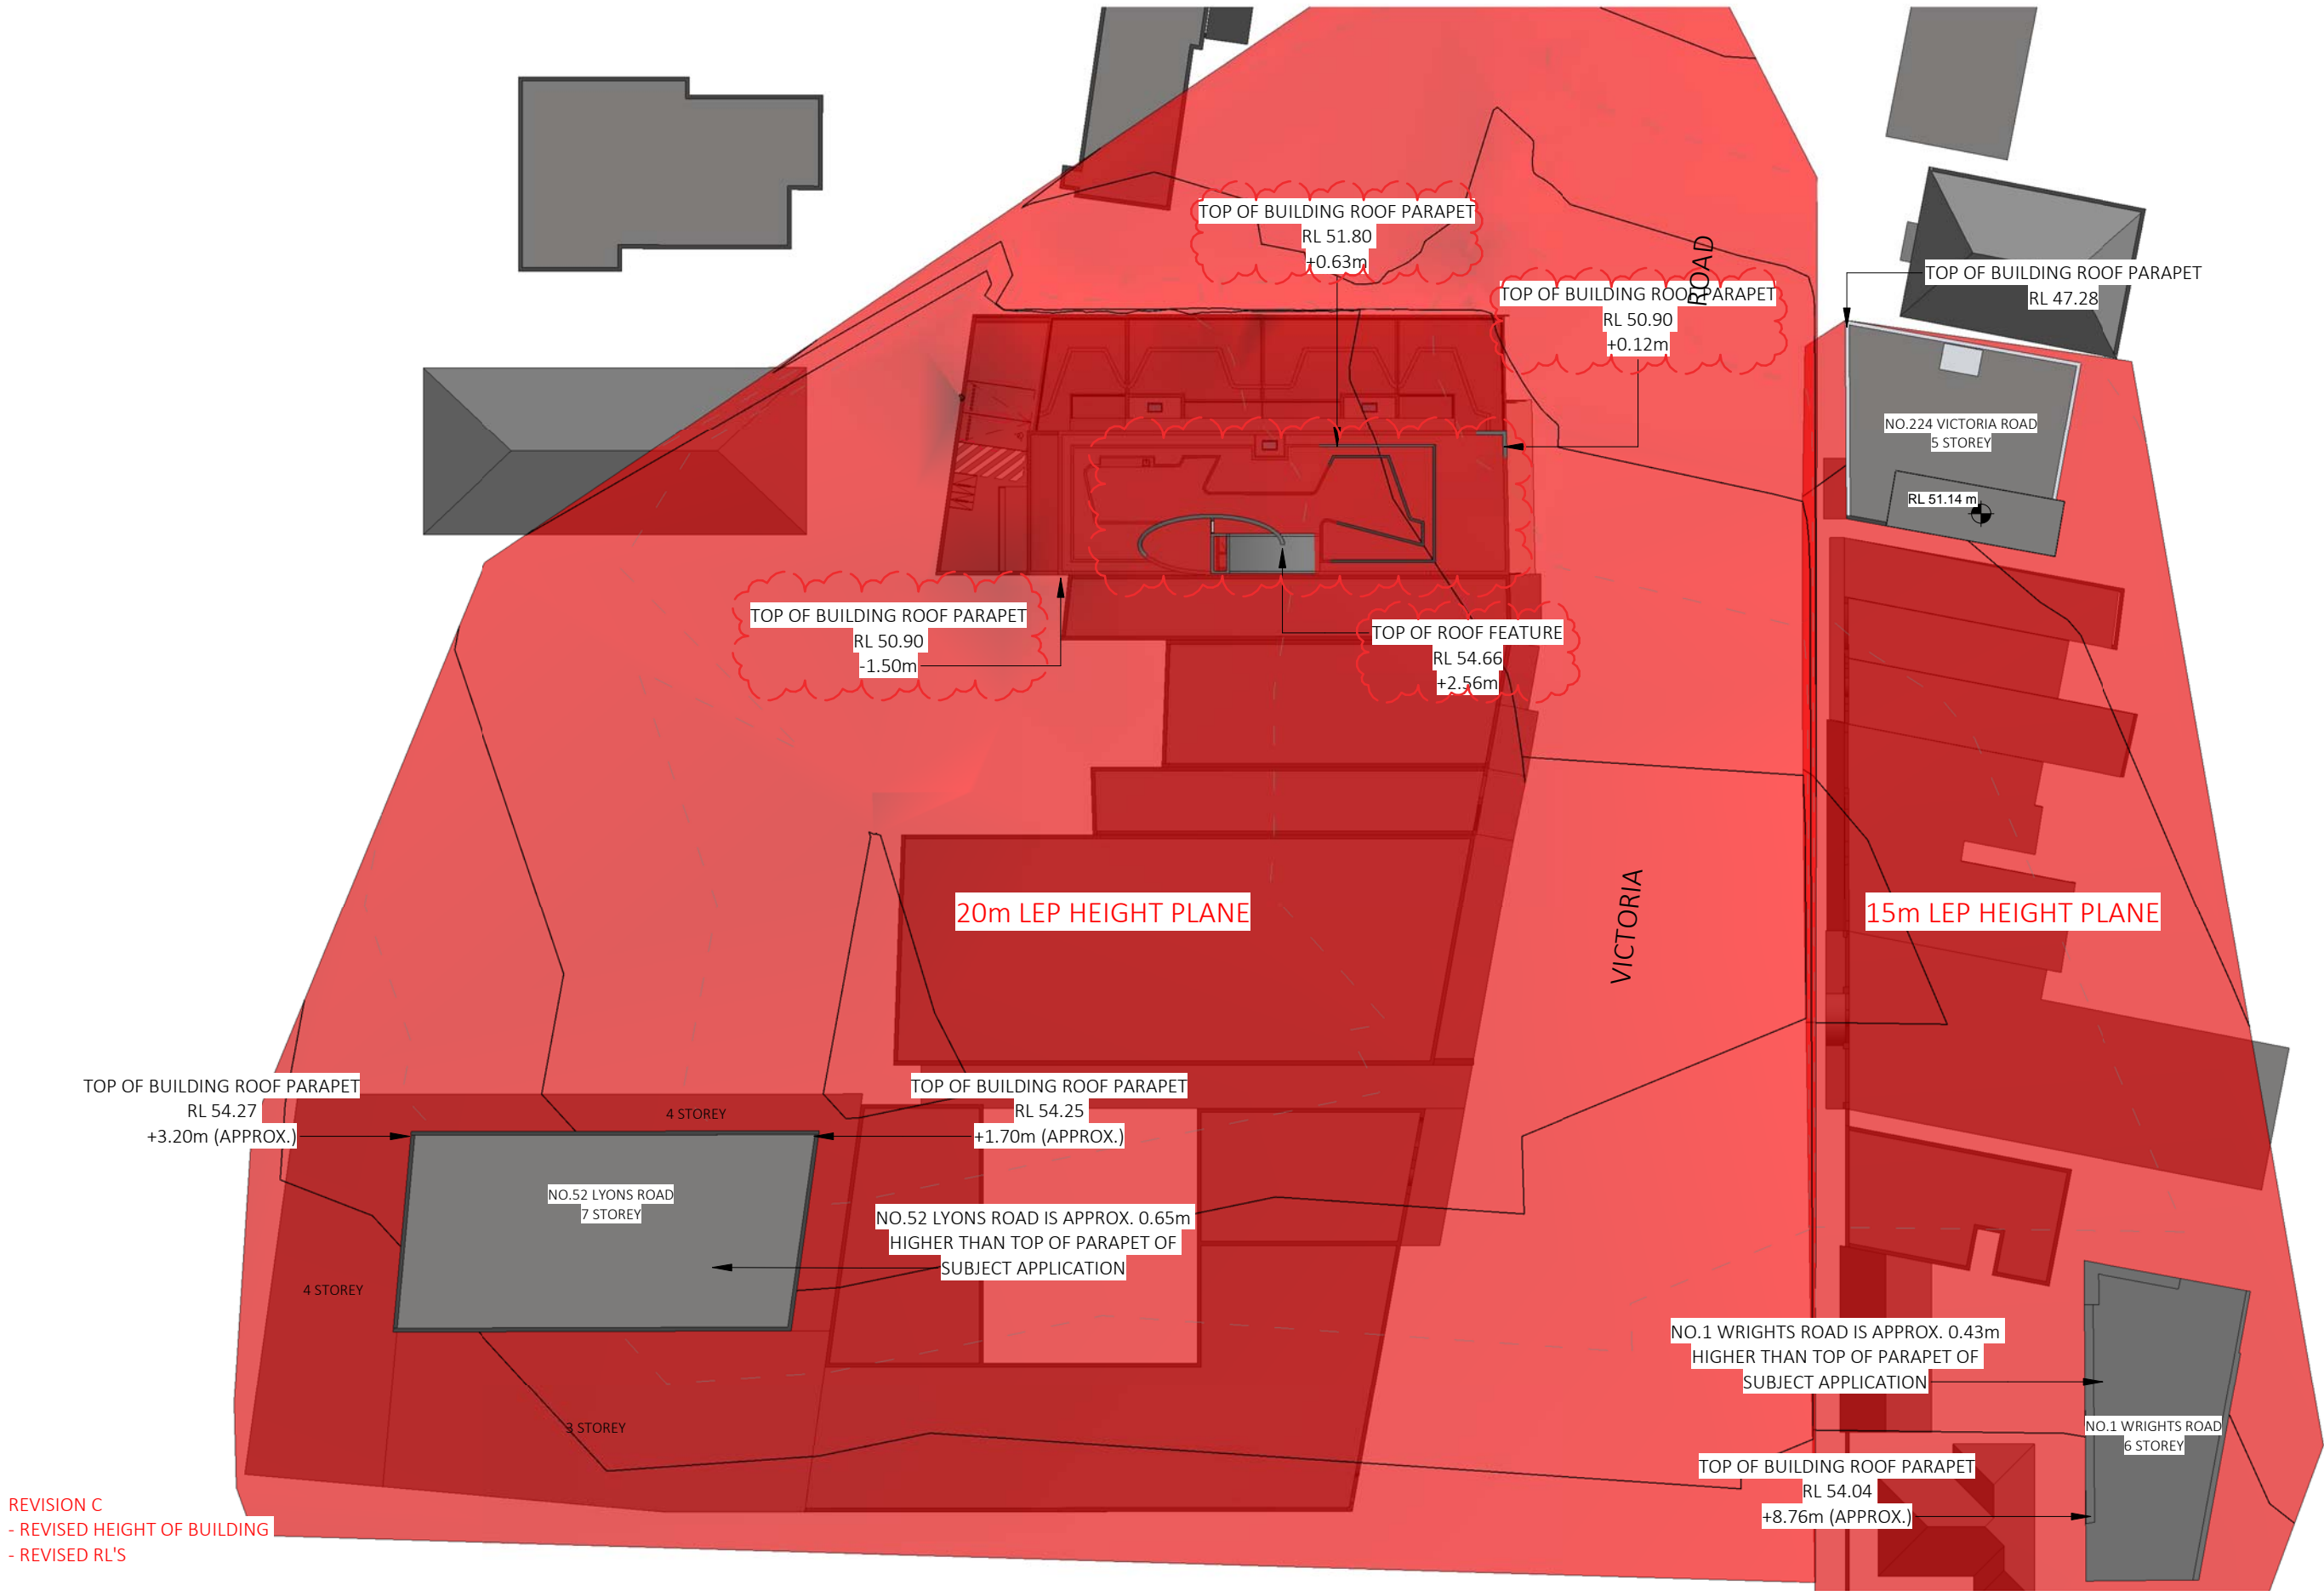 TOP OF BUILDING ROOF PARAPET
RL 51.80
+0.63m
ROAD
TOP OF BUILDING ROOF PARAPET
RL 50.90
+0.12m
TOP OF BUILDING ROOF PARAPET
RL 47.28
NO.224 VICTORIA ROAD
5 STOREY
RL 51.14 m
TOP OF BUILDING ROOF PARAPET
RL 50.90
-1.50m
TOP OF ROOF FEATURE
RL 54.66
+2.56m
20m LEP HEIGHT PLANE
VICTORIA
15m LEP HEIGHT PLANE
TOP OF BUILDING ROOF PARAPET
RL 54.27
+3.20m (APPROX.)
4 STOREY
TOP OF BUILDING ROOF PARAPET
RL 54.25
+1.70m (APPROX.)
NO.52 LYONS ROAD
7 STOREY
NO.52 LYONS ROAD IS APPROX. 0.65m
HIGHER THAN TOP OF PARAPET OF
SUBJECT APPLICATION
4 STOREY
3 STOREY
NO.1 WRIGHTS ROAD IS APPROX. 0.43m
HIGHER THAN TOP OF PARAPET OF
SUBJECT APPLICATION
NO.1 WRIGHTS ROAD
6 STOREY
TOP OF BUILDING ROOF PARAPET
RL 54.04
+8.76m (APPROX.)
REVISION C
- REVISED HEIGHT OF BUILDING
- REVISED RL'S